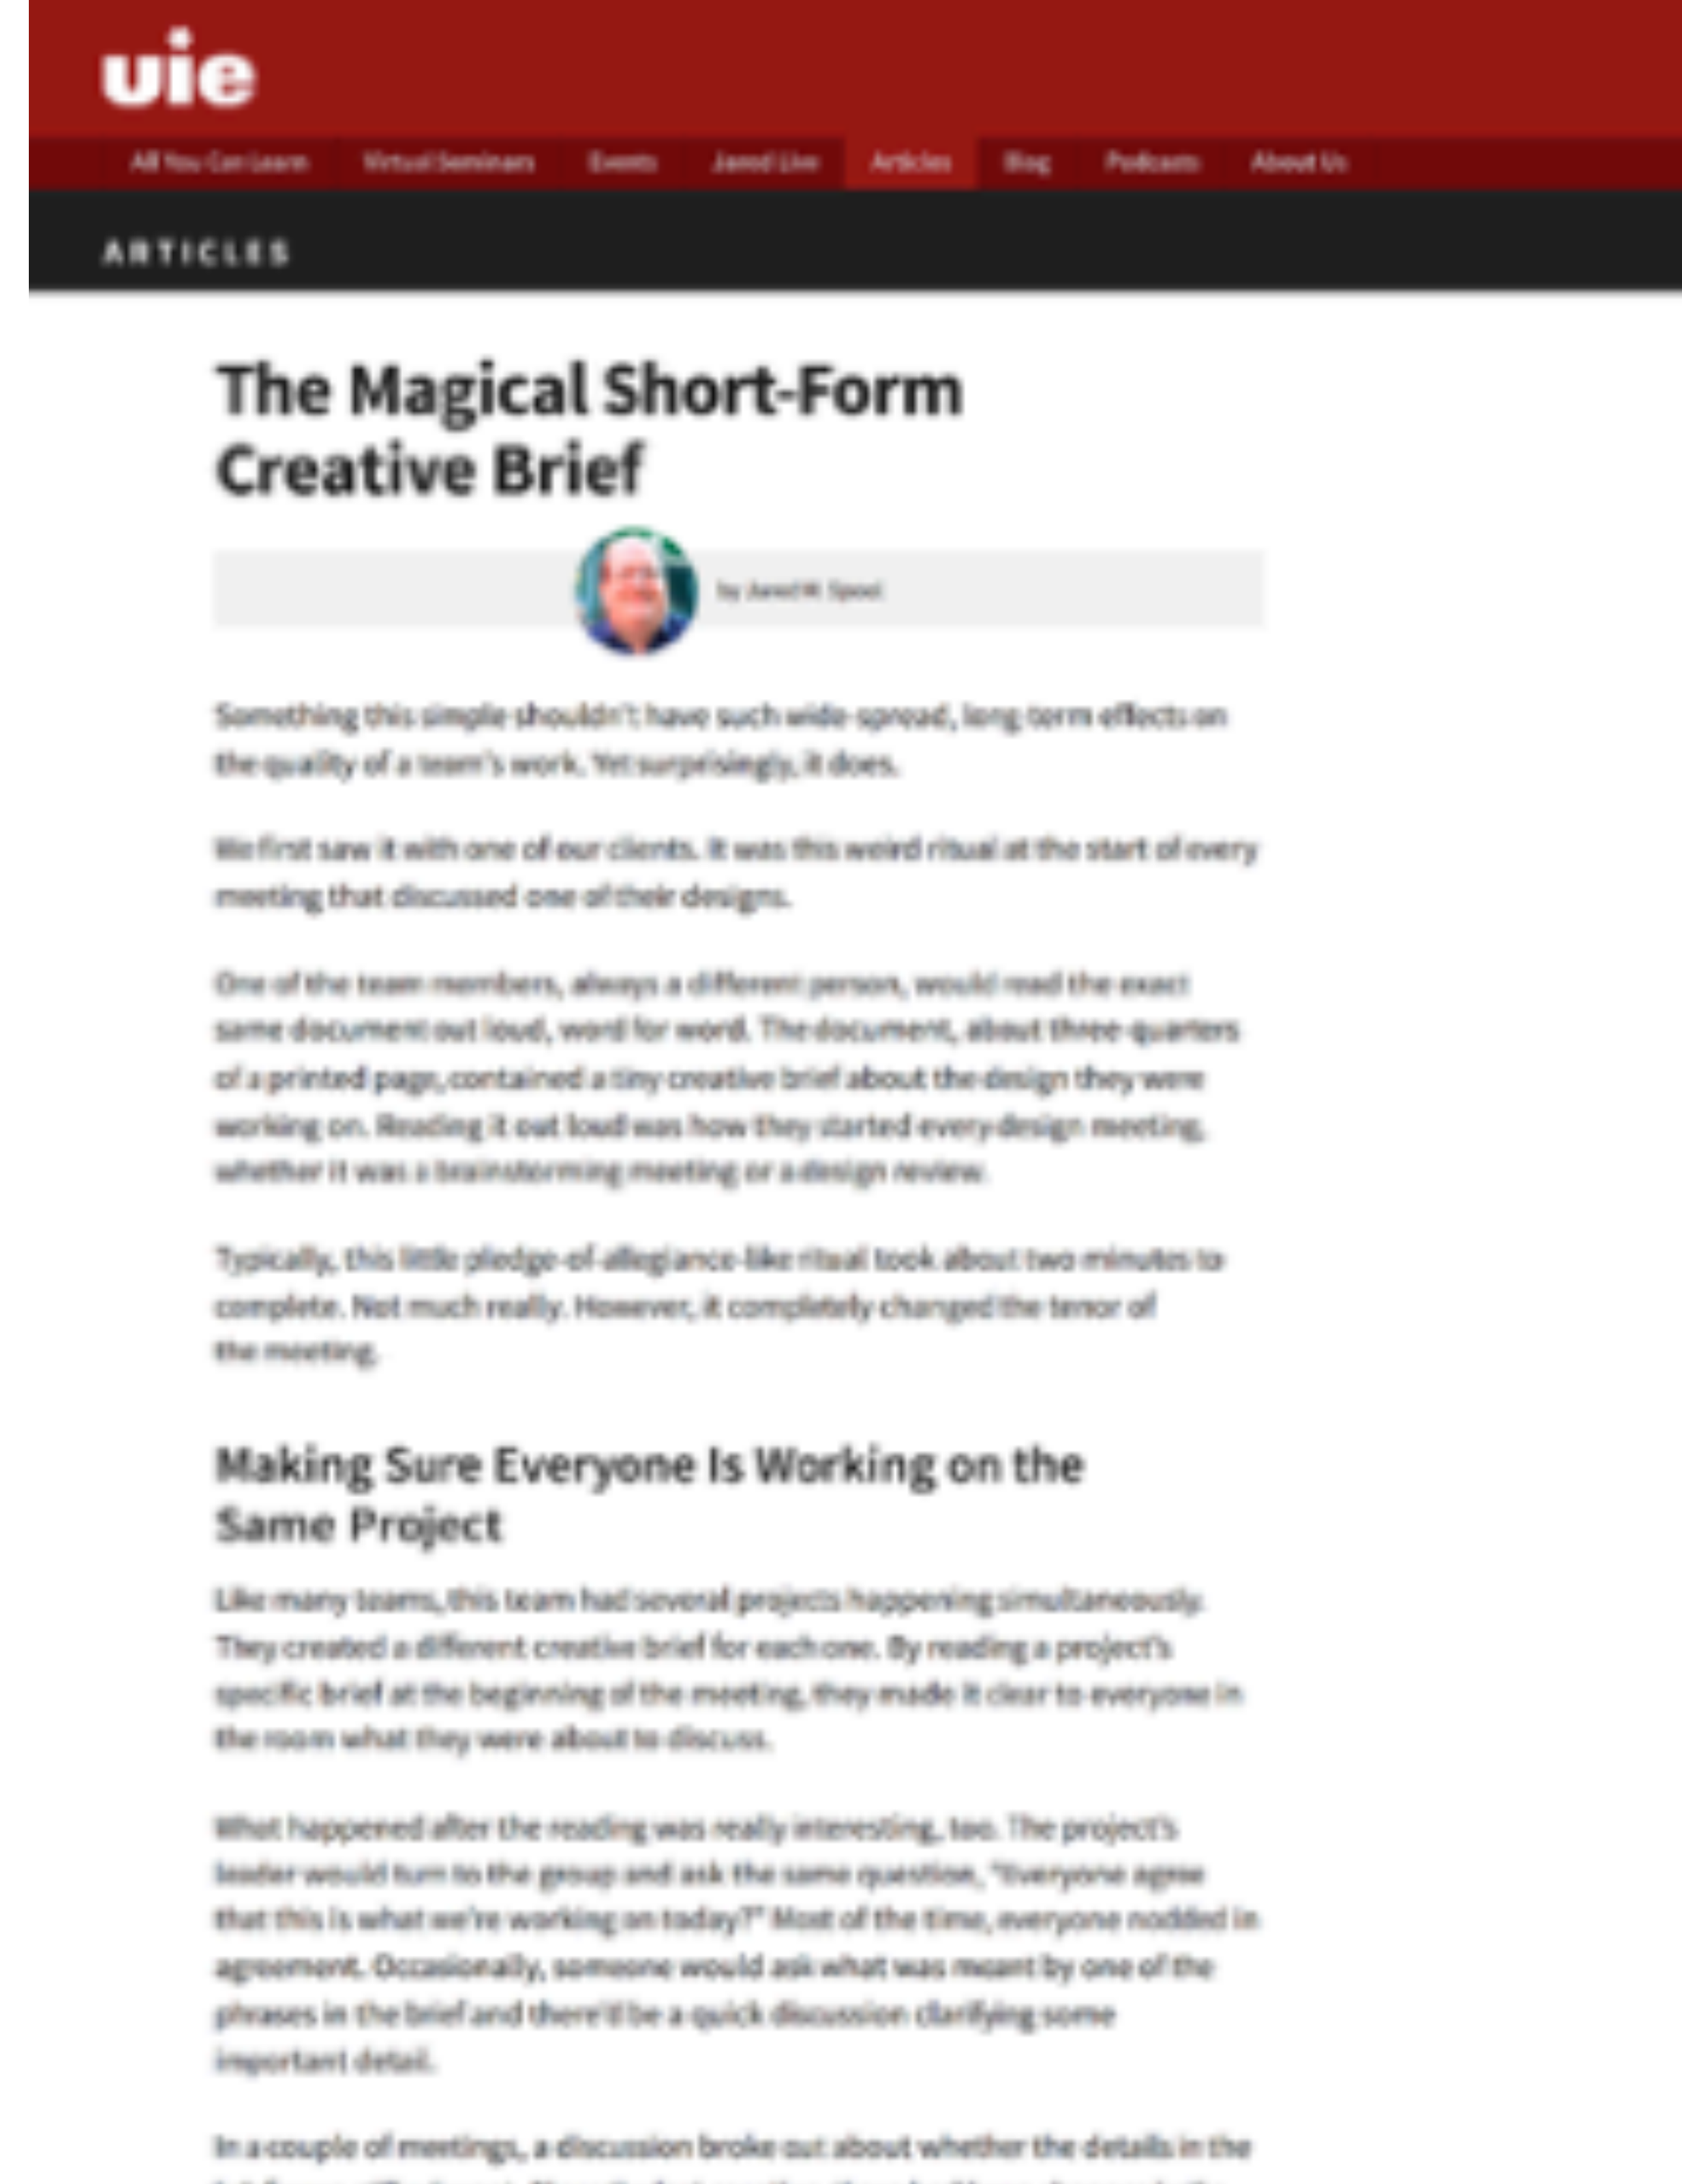 uie
All You Can Learn Virtual Seminars Events Jared Live Articles Blog Podcasts About Us
ARTICLES
The Magical Short-Form
Creative Brief
by Jared M. Spool
Something this simple shouldn't have such wide-spread, long-term effects on
the quality of a team's work. Yet surprisingly, it does.
We first saw it with one of our clients. It was this weird ritual at the start of every
meeting that discussed one of their designs.
One of the team members, always a different person, would read the exact
same document out loud, word for word. The document, about three-quarters
of a printed page, contained a tiny creative brief about the design they were
working on. Reading it out loud was how they started every design meeting,
whether it was a brainstorming meeting or a design review.
Typically, this little pledge-of-allegiance-like ritual took about two minutes to
complete. Not much really. However, it completely changed the tenor of
the meeting.
Making Sure Everyone Is Working on the
Same Project
Like many teams, this team had several projects happening simultaneously.
They created a different creative brief for each one. By reading a project's
specific brief at the beginning of the meeting, they made it clear to everyone in
the room what they were about to discuss.
What happened after the reading was really interesting, too. The project's
leader would turn to the group and ask the same question, "Everyone agree
that this is what we're working on today?" Most of the time, everyone nodded in
agreement. Occasionally, someone would ask what was meant by one of the
phrases in the brief and there'd be a quick discussion clarifying some
important detail.
In a couple of meetings, a discussion broke out about whether the details in the